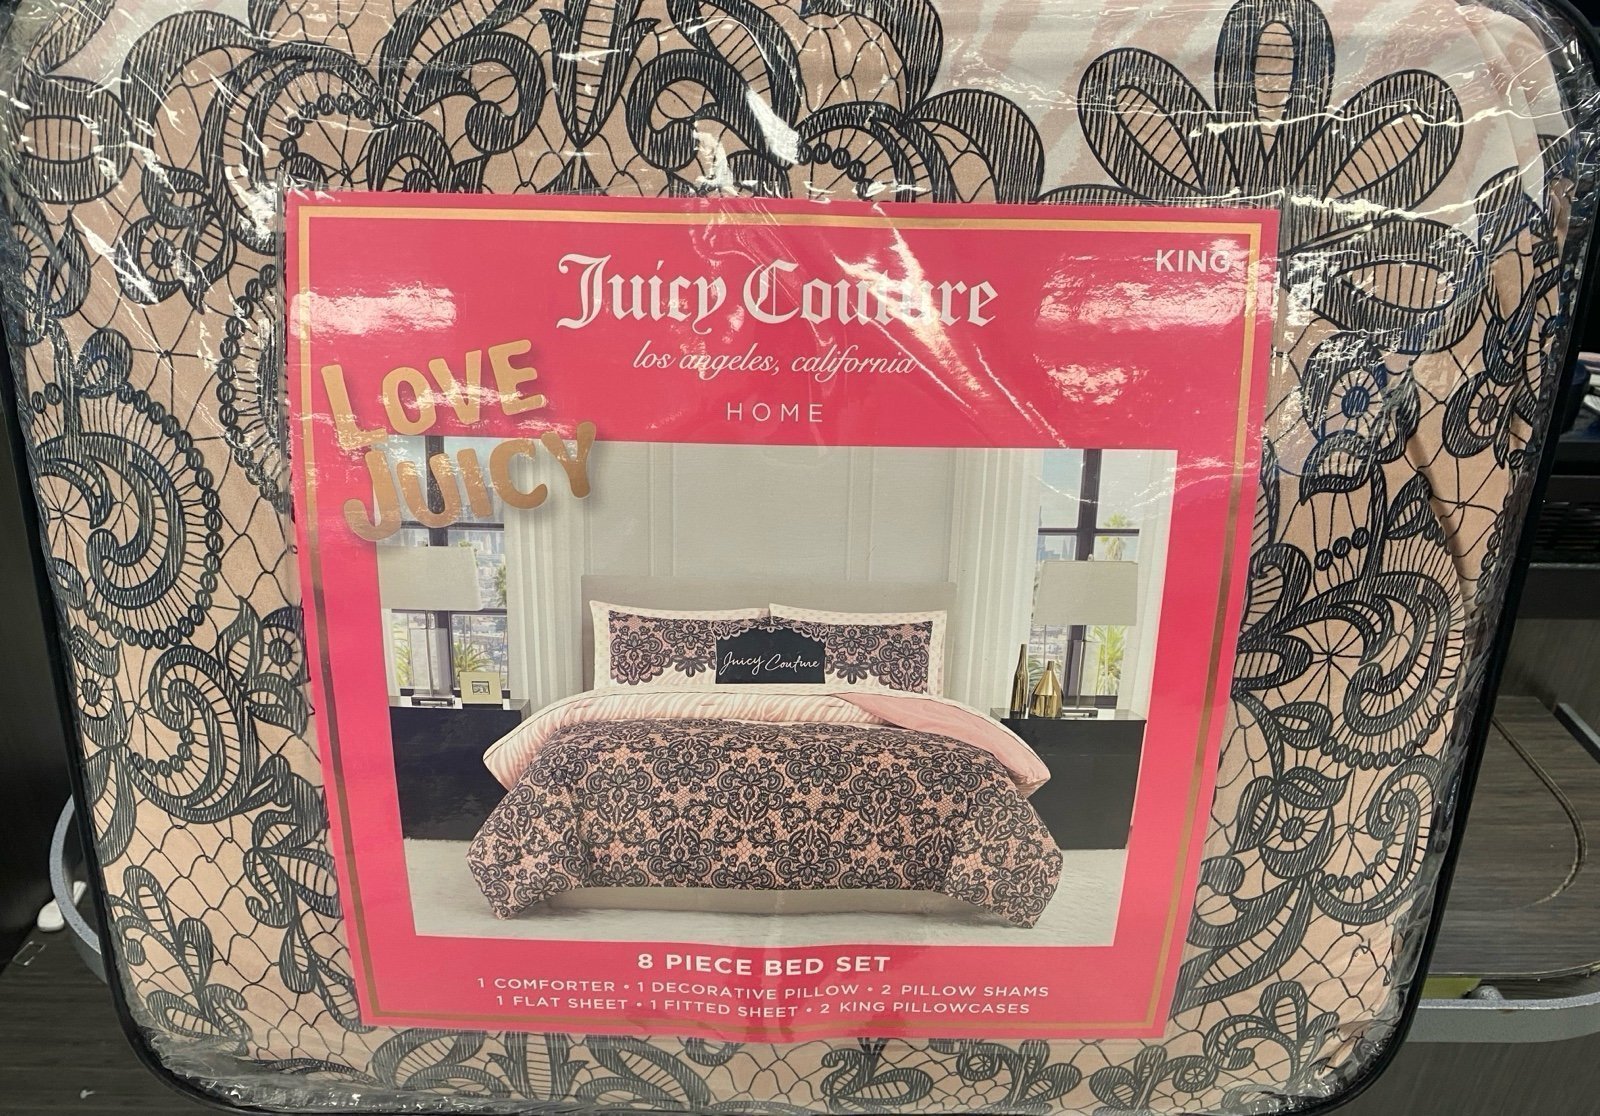 KING
Juicy Couture
los angeles, california
HOME
LOVE
JUICY
Juicy Couture
8 PIECE BED SET
1 COMFORTER • 1 DECORATIVE PILLOW • 2 PILLOW SHAMS
1 FLAT SHEET • 1 FITTED SHEET • 2 KING PILLOWCASES